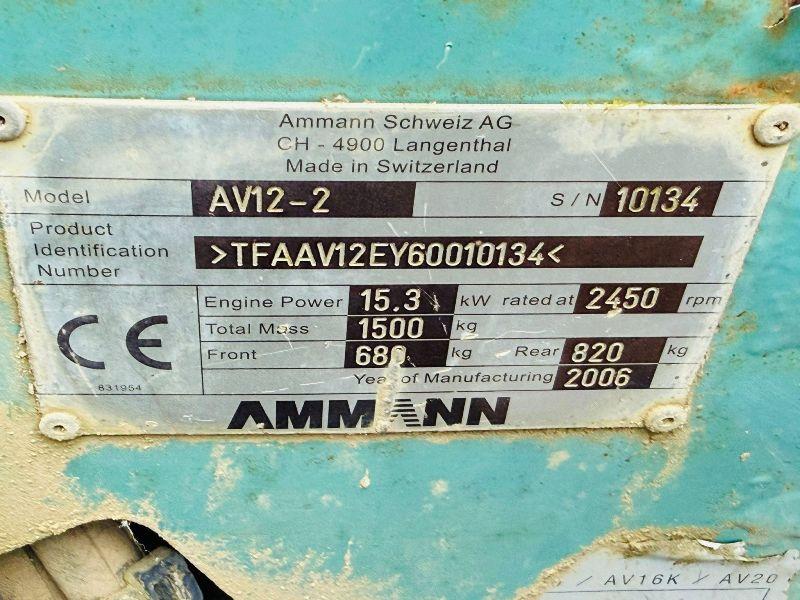 Ammann Schweiz AG
CH - 4900 Langenthal
Made in Switzerland
Model AV12-2 S/N 10134
Product
Identification
Number >TFAAV12EY60010134<
Engine Power 15.3 kW rated at 2450 rpm
Total Mass 1500 kg
Front 680 kg Rear 820 kg
Year of Manufacturing 2006
CE
831954
AMMANN
/ AV16K / AV20